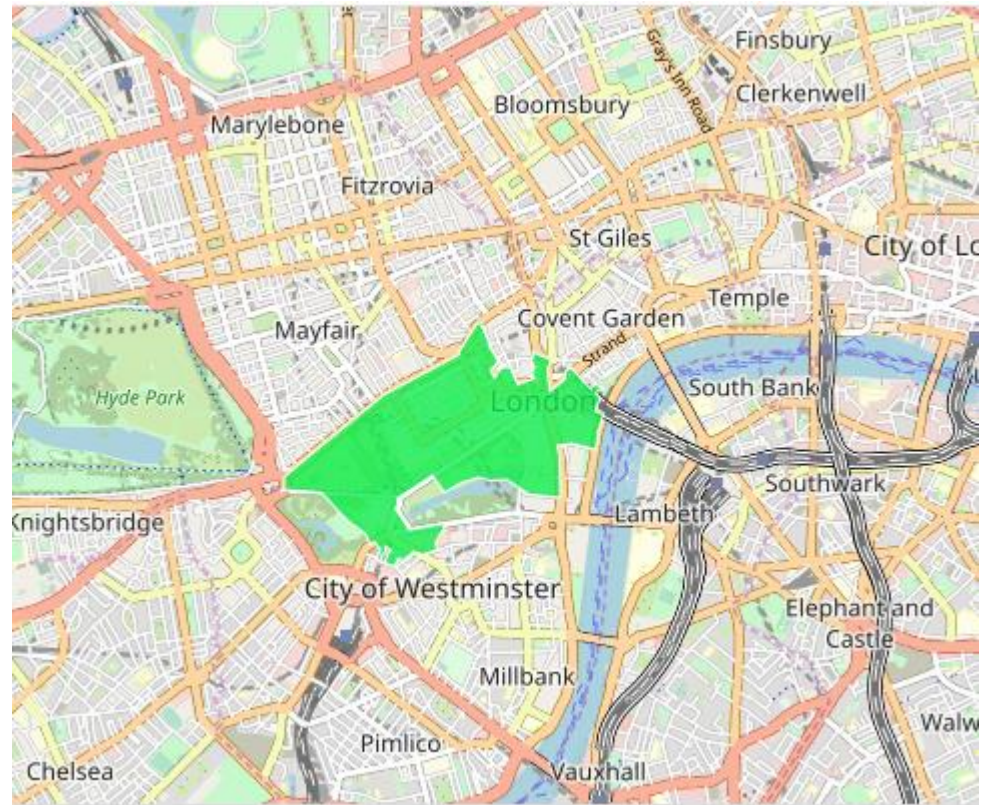 Finsbury
Gray's Inn Road
Clerkenwell
Bloomsbury
Marylebone
Fitzrovia
St Giles
City of Lo
Temple
Covent Garden
Mayfair
Strand
South Bank
Hyde Park
London
Southwark
Lambeth
Knightsbridge
City of Westminster
Elephant and
Castle
Millbank
Walw
Pimlico
Chelsea
Vauxhall